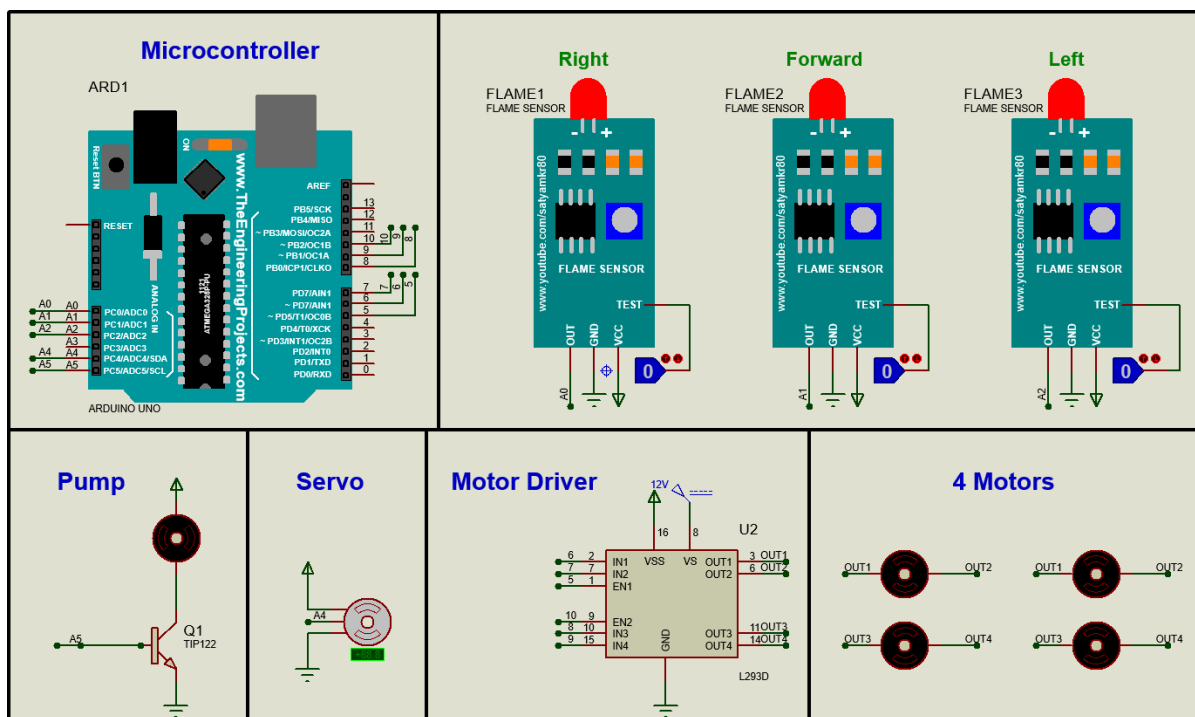 Microcontroller
ARD1
Reset BTN
ON
www.TheEngineeringProjects.com
ANALOG IN
ATMEGA328P-PU
1121
RESET
AREF
PB5/SCK 13
PB4/MISO 12
~ PB3/MOSI/OC2A 11
~ PB2/OC1B 10
~ PB1/OC1A 9
PB0/ICP1/CLKO 8
10
9
8
PD7/AIN1 7
~ PD7/AIN1 6
~ PD5/T1/OC0B 5
PD4/T0/XCK 4
~ PD3/INT1/OC2B 3
PD2/INT0 2
PD1/TXD 1
PD0/RXD 0
7
6
5
A0 A0 PC0/ADC0
A1 A1 PC1/ADC1
A2 A2 PC2/ADC2
A3 PC3/ADC3
A4 A4 PC4/ADC4/SDA
A5 A5 PC5/ADC5/SCL
ARDUINO UNO
Right
FLAME1
FLAME SENSOR
- +
www.youtube.com/satyamkr80
FLAME SENSOR
TEST
OUT
GND
VCC
0
A0
Forward
FLAME2
FLAME SENSOR
- +
www.youtube.com/satyamkr80
FLAME SENSOR
TEST
OUT
GND
VCC
0
A1
Left
FLAME3
FLAME SENSOR
- +
www.youtube.com/satyamkr80
FLAME SENSOR
TEST
OUT
GND
VCC
0
A2
Pump
A5
Q1
TIP122
Servo
A4
Motor Driver
12V
16
8
U2
VSS
VS
6 2 IN1
7 7 IN2
5 1 EN1
10 9 EN2
8 10 IN3
9 15 IN4
OUT1 3 OUT1
OUT2 6 OUT2
OUT3 11 OUT3
OUT4 14 OUT4
GND
L293D
4 Motors
OUT1 OUT2
OUT1 OUT2
OUT3 OUT4
OUT3 OUT4